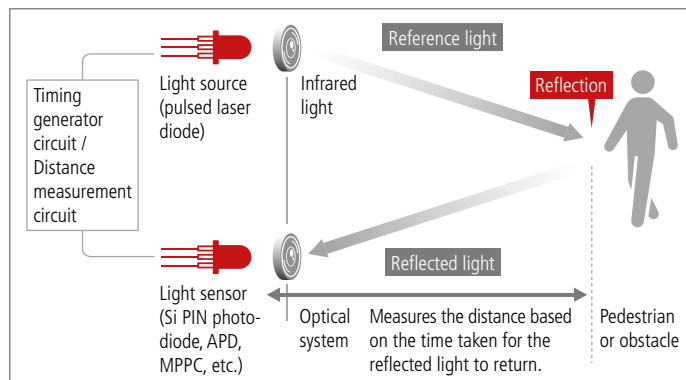 Reference light
Reflection
Light source
(pulsed laser
diode)
Infrared
light
Timing
generator
circuit /
Distance
measurement
circuit
Reflected light
Light sensor
(Si PIN photo-
diode, APD,
MPPC, etc.)
Optical
system
Measures the distance based
on the time taken for the
reflected light to return.
Pedestrian
or obstacle